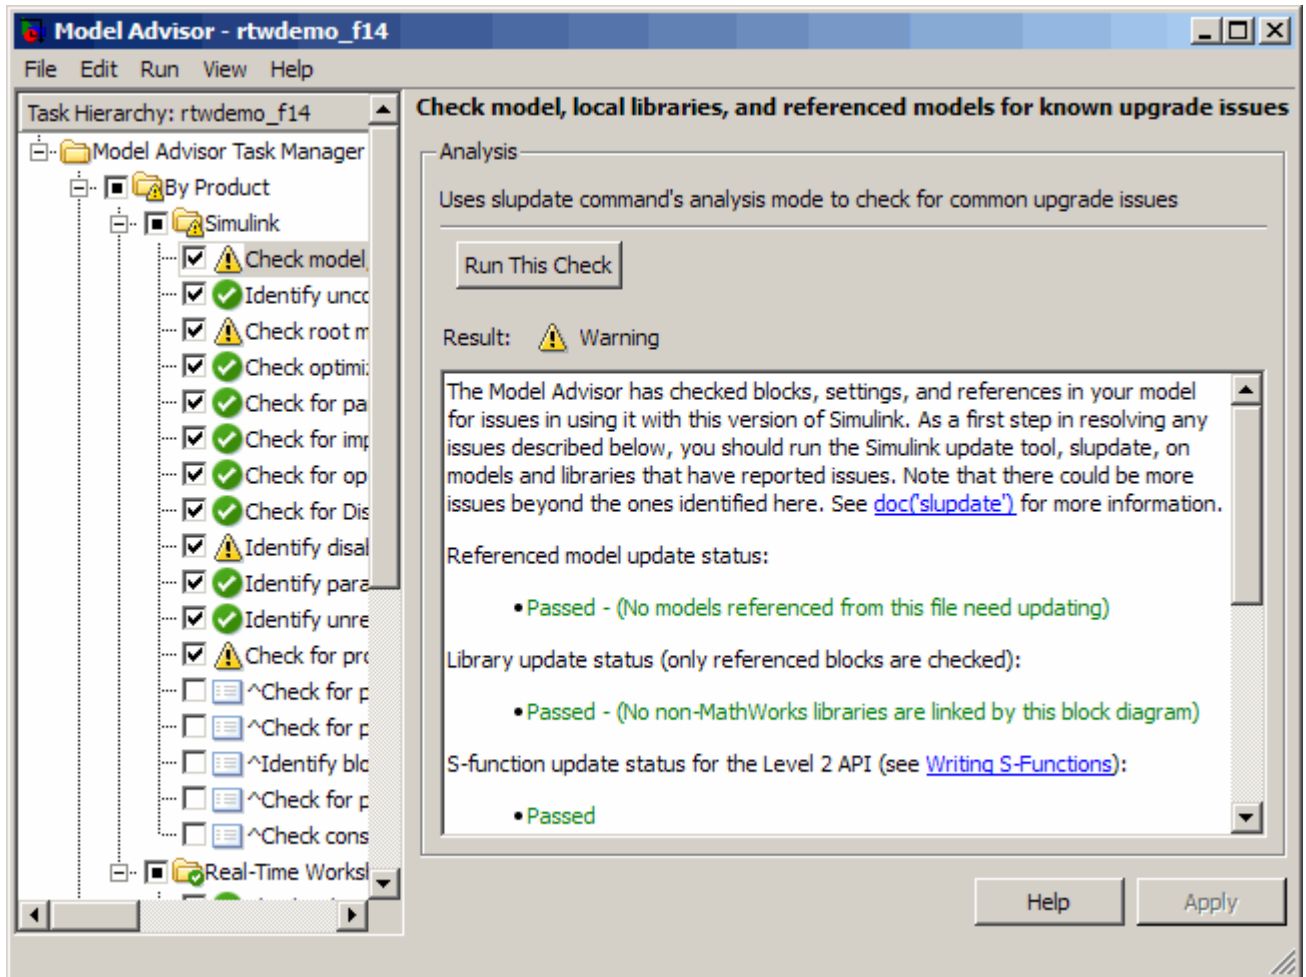 Model Advisor - rtwdemo_f14
File Edit Run View Help
Task Hierarchy: rtwdemo_f14
Model Advisor Task Manager
By Product
Simulink
Check model,
Identify unco
Check root m
Check optimiz
Check for pa
Check for imp
Check for op
Check for Dis
Identify disab
Identify para
Identify unre
Check for pro
^Check for p
^Check for p
^Identify blo
^Check for p
^Check cons
Real-Time Worksh
Check model, local libraries, and referenced models for known upgrade issues
Analysis
Uses slupdate command's analysis mode to check for common upgrade issues
Run This Check
Result: Warning
The Model Advisor has checked blocks, settings, and references in your model
for issues in using it with this version of Simulink. As a first step in resolving any
issues described below, you should run the Simulink update tool, slupdate, on
models and libraries that have reported issues. Note that there could be more
issues beyond the ones identified here. See doc('slupdate') for more information.
Referenced model update status:
• Passed - (No models referenced from this file need updating)
Library update status (only referenced blocks are checked):
• Passed - (No non-MathWorks libraries are linked by this block diagram)
S-function update status for the Level 2 API (see Writing S-Functions):
• Passed
Help Apply